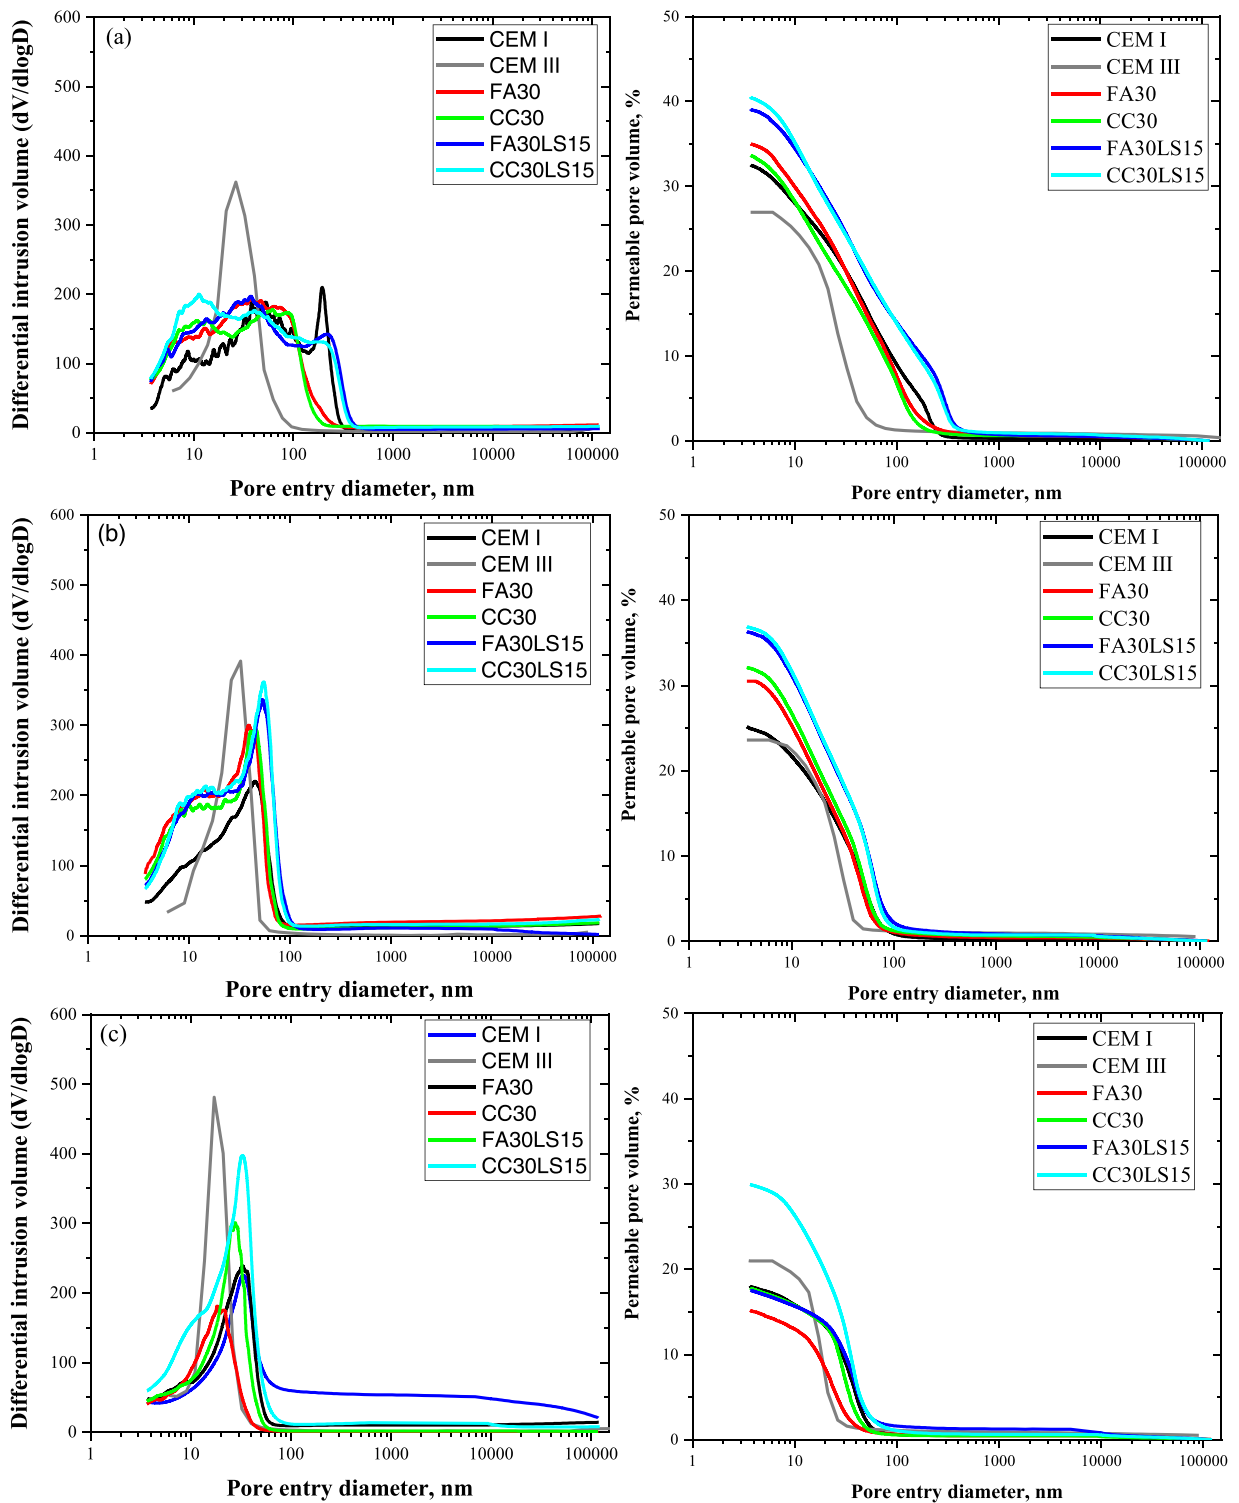 (a)
Differential intrusion volume (dV/dlogD)
600
500
400
300
200
100
0
CEM I
CEM III
FA30
CC30
FA30LS15
CC30LS15
1
10
100
1000
10000
100000
Pore entry diameter, nm
Permeable pore volume, %
50
40
30
20
10
0
CEM I
CEM III
FA30
CC30
FA30LS15
CC30LS15
1
10
100
1000
10000
100000
Pore entry diameter, nm
(b)
Differential intrusion volume (dV/dlogD)
600
500
400
300
200
100
0
CEM I
CEM III
FA30
CC30
FA30LS15
CC30LS15
1
10
100
1000
10000
100000
Pore entry diameter, nm
Permeable pore volume, %
50
40
30
20
10
0
CEM I
CEM III
FA30
CC30
FA30LS15
CC30LS15
1
10
100
1000
10000
100000
Pore entry diameter, nm
(c)
Differential intrusion volume (dV/dlogD)
600
500
400
300
200
100
0
CEM I
CEM III
FA30
CC30
FA30LS15
CC30LS15
1
10
100
1000
10000
100000
Pore entry diameter, nm
Permeable pore volume, %
50
40
30
20
10
0
CEM I
CEM III
FA30
CC30
FA30LS15
CC30LS15
1
10
100
1000
10000
100000
Pore entry diameter, nm